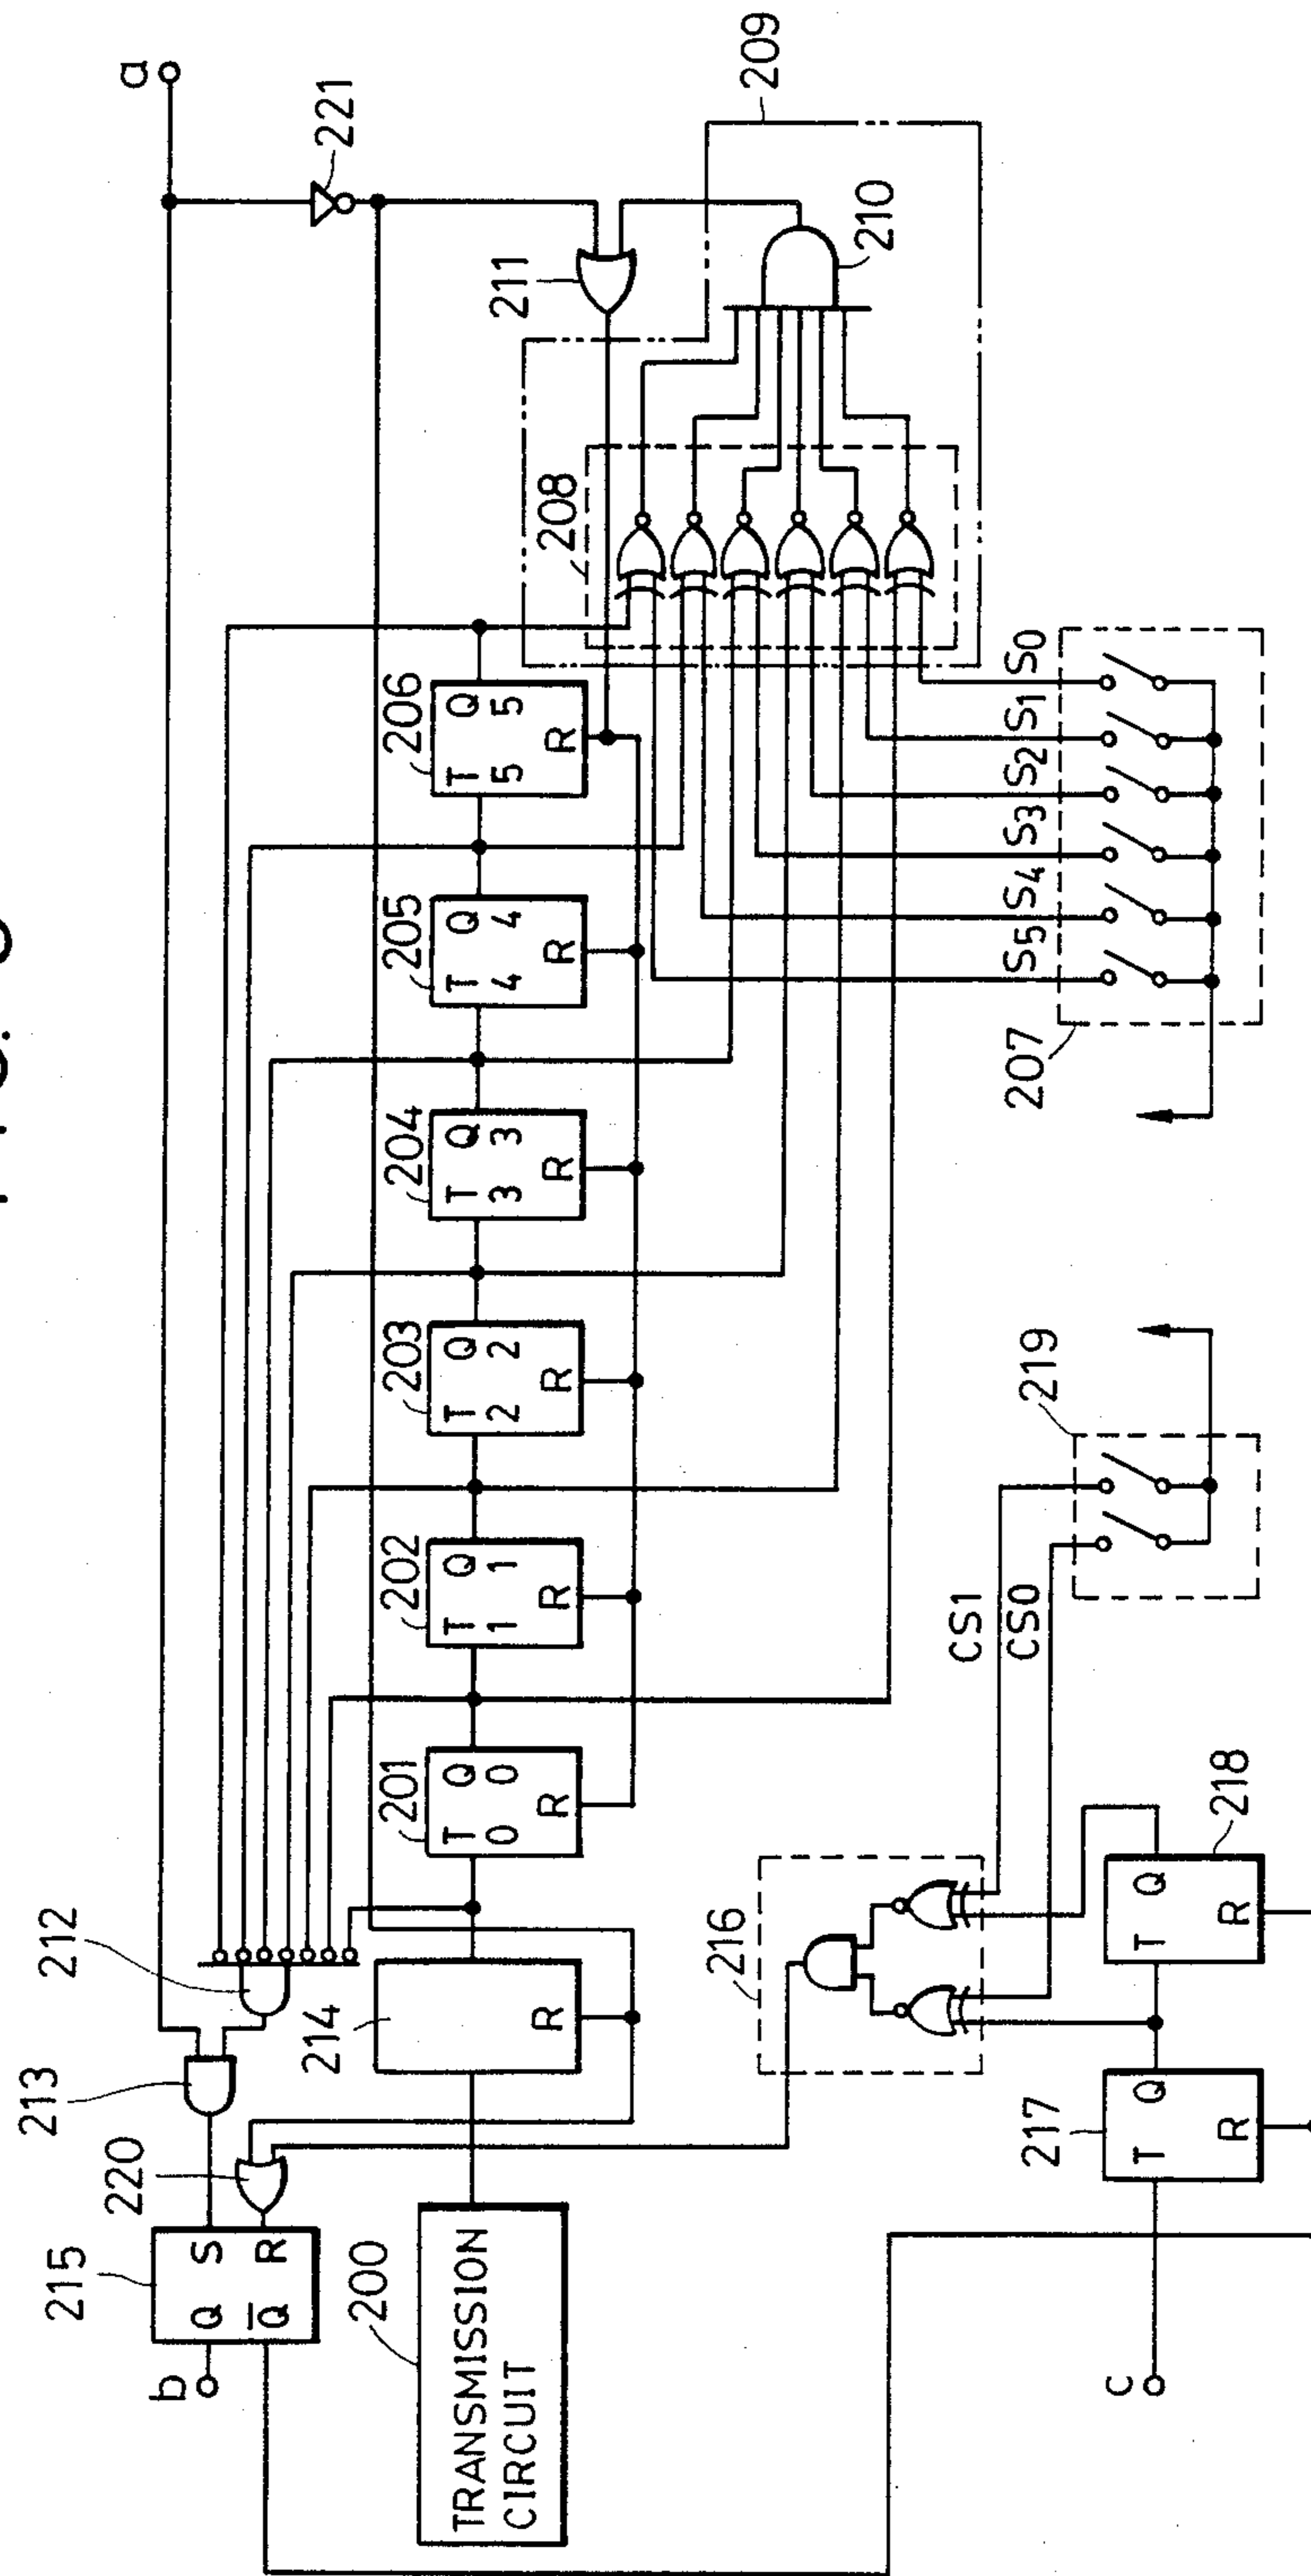 a
221
209
211
210
208
206
T Q
5 5
R
205
T Q
4 4
R
204
T Q
3 3
R
203
T Q
2 2
R
202
T Q
1 1
R
201
T Q
0 0
R
S5 S4 S3 S2 S1 S0
207
212
213
214
R
220
215
Q S
Q̅ R
b
200
TRANSMISSION
CIRCUIT
216
CS1
CS0
219
217
T Q
R
218
T Q
R
c